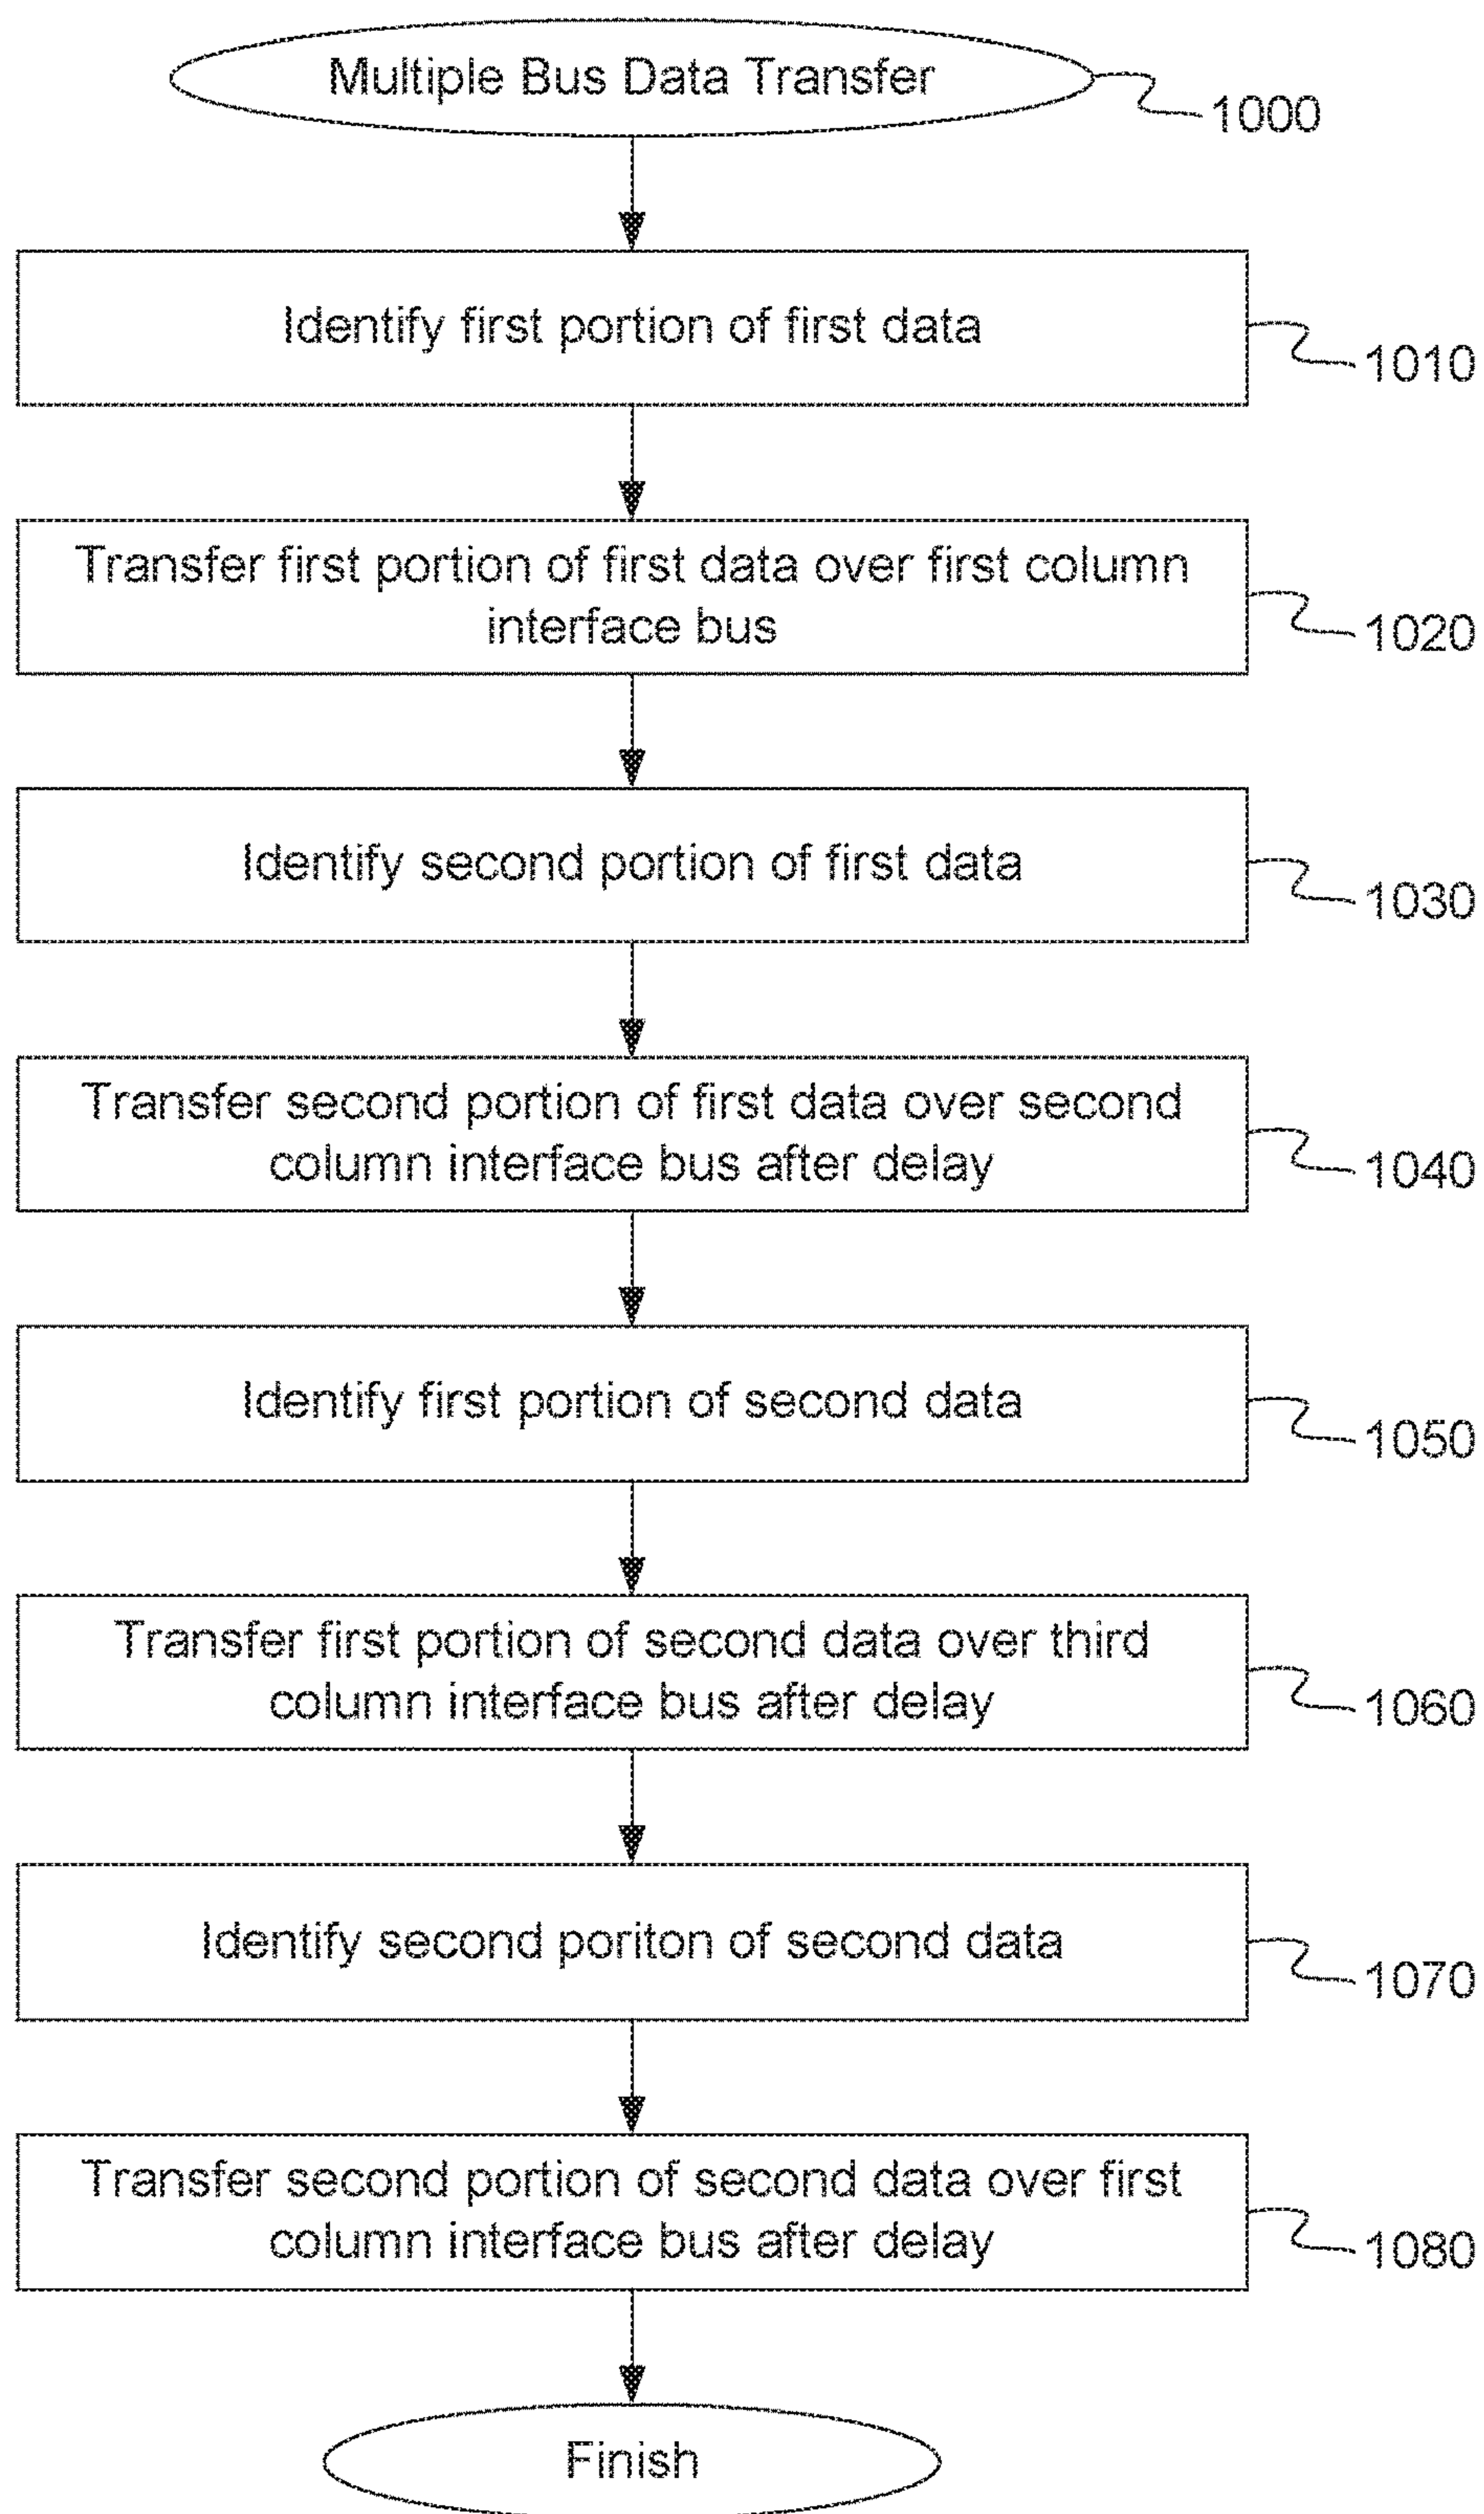 Multiple Bus Data Transfer
1000
Identify first portion of first data
1010
Transfer first portion of first data over first column
interface bus
1020
Identify second portion of first data
1030
Transfer second portion of first data over second
column interface bus after delay
1040
Identify first portion of second data
1050
Transfer first portion of second data over third
column interface bus after delay
1060
Identify second poriton of second data
1070
Transfer second portion of second data over first
column interface bus after delay
1080
Finish